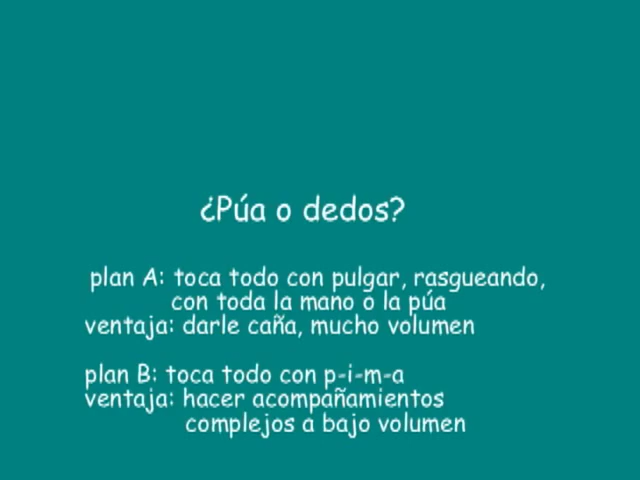 ¿Púa o dedos?
plan A: toca todo con pulgar, rasgueando,
con toda la mano o la púa
ventaja: darle caña, mucho volumen
plan B: toca todo con p-i-m-a
ventaja: hacer acompañamientos
complejos a bajo volumen